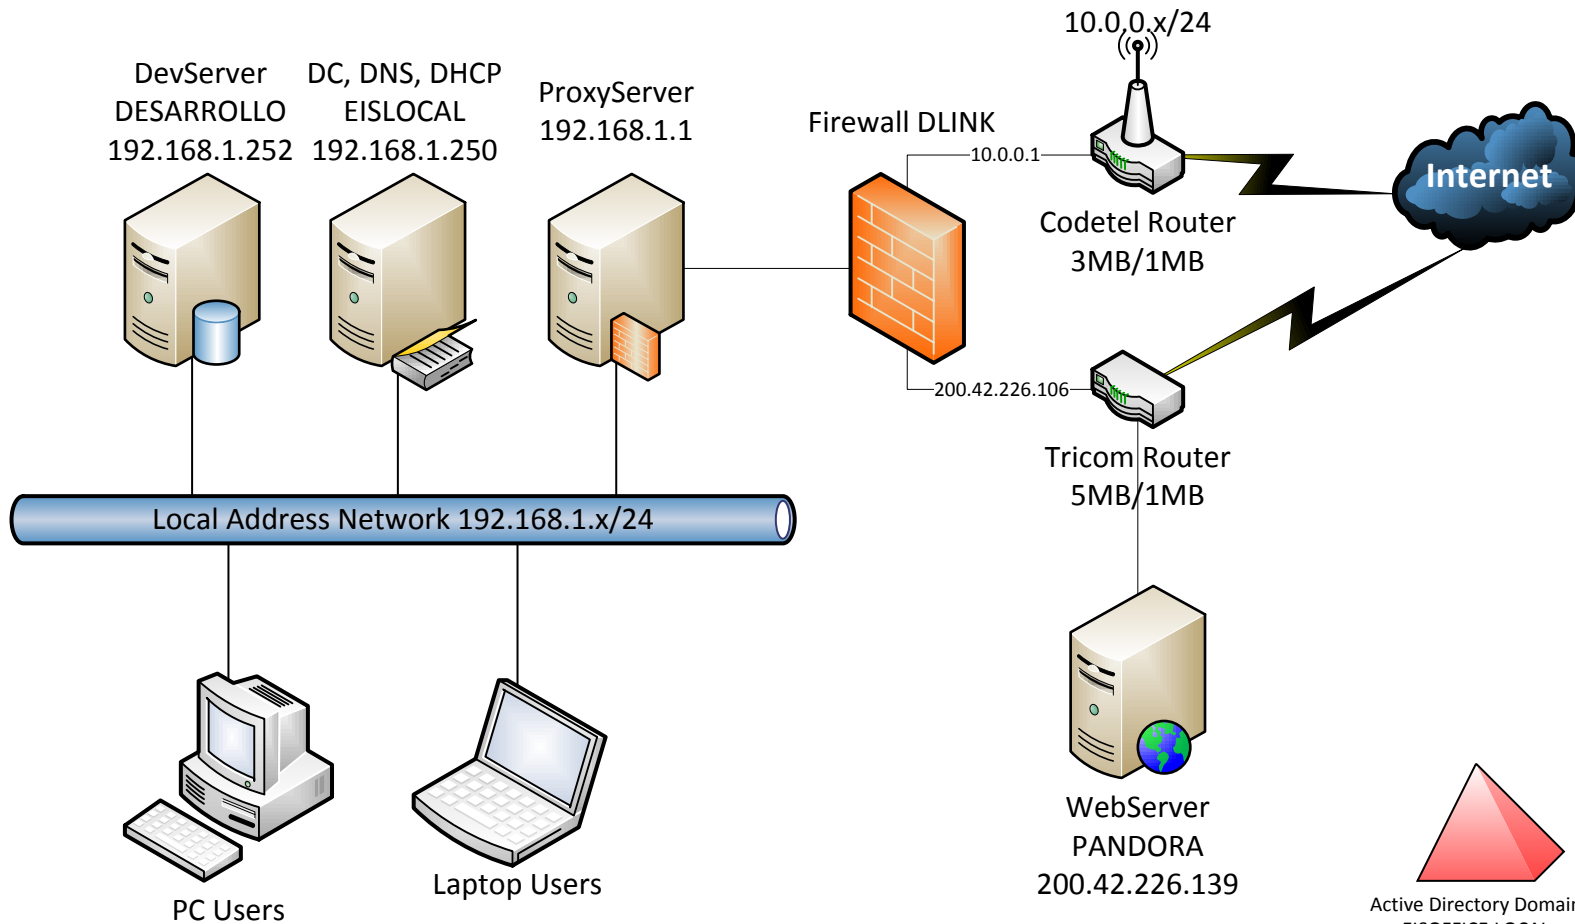 DevServer
DESARROLLO
192.168.1.252
DC, DNS, DHCP
EISLOCAL
192.168.1.250
ProxyServer
192.168.1.1
Firewall DLINK
10.0.0.x/24
10.0.0.1
Codetel Router
3MB/1MB
Internet
200.42.226.106
Tricom Router
5MB/1MB
Local Address Network 192.168.1.x/24
PC Users
Laptop Users
WebServer
PANDORA
200.42.226.139
Active Directory Domain